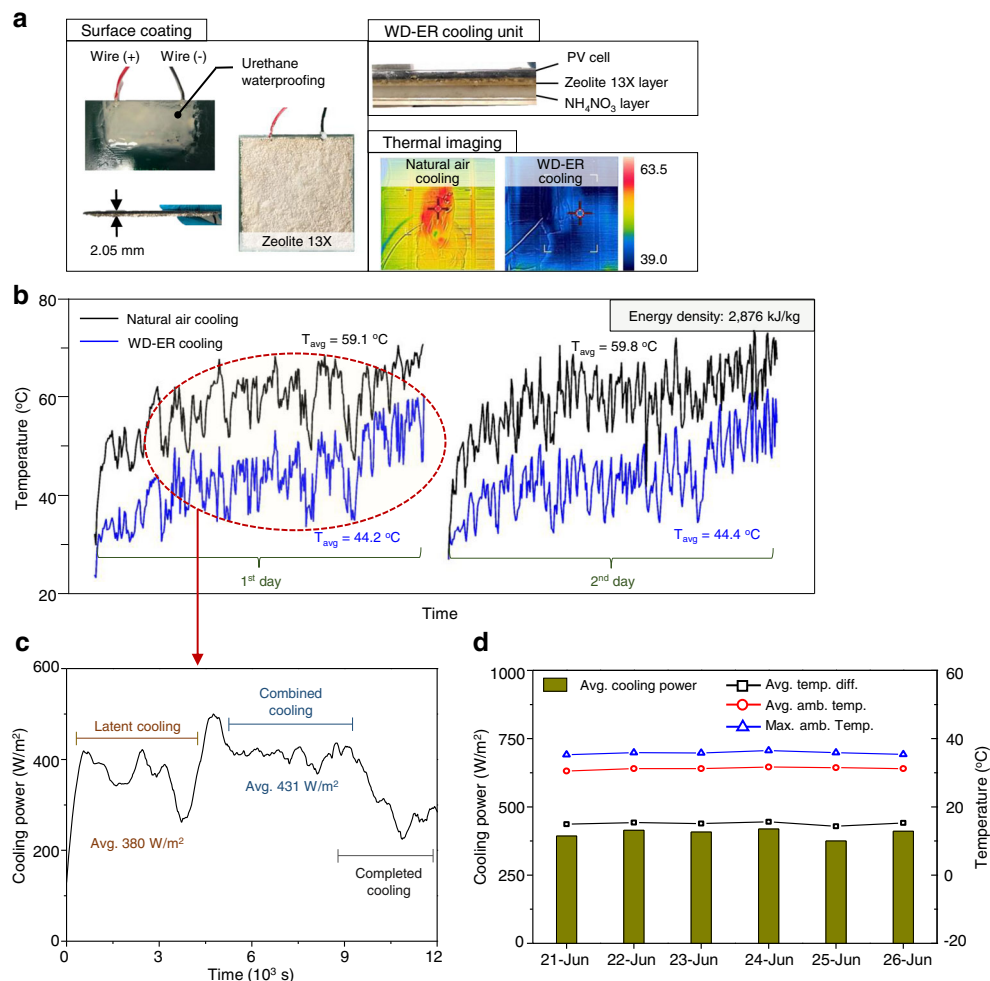 a
Surface coating
Wire (+) Wire (-)
Urethane
waterproofing
2.05 mm
Zeolite 13X
WD-ER cooling unit
PV cell
Zeolite 13X layer
NH₄NO₃ layer
Thermal imaging
Natural air
cooling
WD-ER
cooling
63.5
39.0
b
80
60
40
20
Temperature (°C)
Natural air cooling
WD-ER cooling
Energy density: 2,876 kJ/kg
Tavg = 59.1 °C
Tavg = 59.8 °C
Tavg = 44.2 °C
Tavg = 44.4 °C
1st day
2nd day
Time
c
600
400
200
0
Cooling power (W/m²)
Latent cooling
Avg. 380 W/m²
Combined
cooling
Avg. 431 W/m²
Completed
cooling
0 3 6 9 12
Time (10³ s)
d
1000
750
500
250
0
Cooling power (W/m²)
Avg. cooling power
Avg. temp. diff.
Avg. amb. temp.
Max. amb. Temp.
60
40
20
0
-20
Temperature (°C)
21-Jun 22-Jun 23-Jun 24-Jun 25-Jun 26-Jun